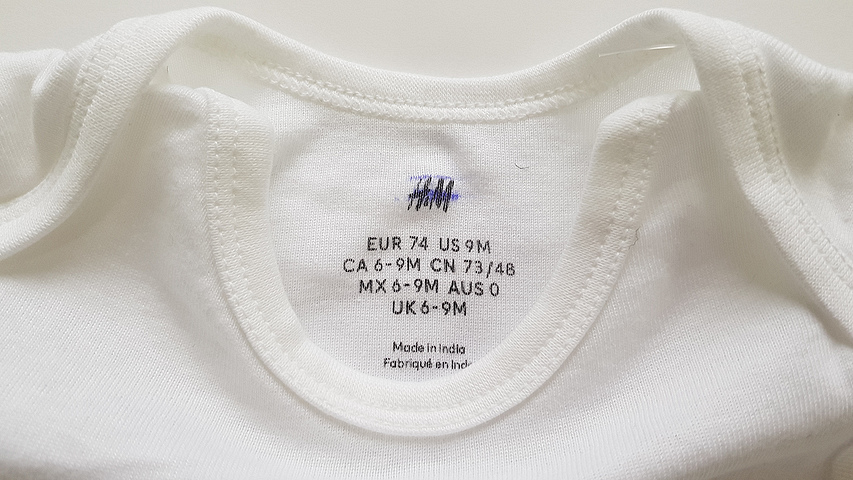 H&M
EUR 74 US 9M
CA 6-9M CN 73/48
MX 6-9M AUS 0
UK 6-9M
Made in India
Fabriqué en Ind